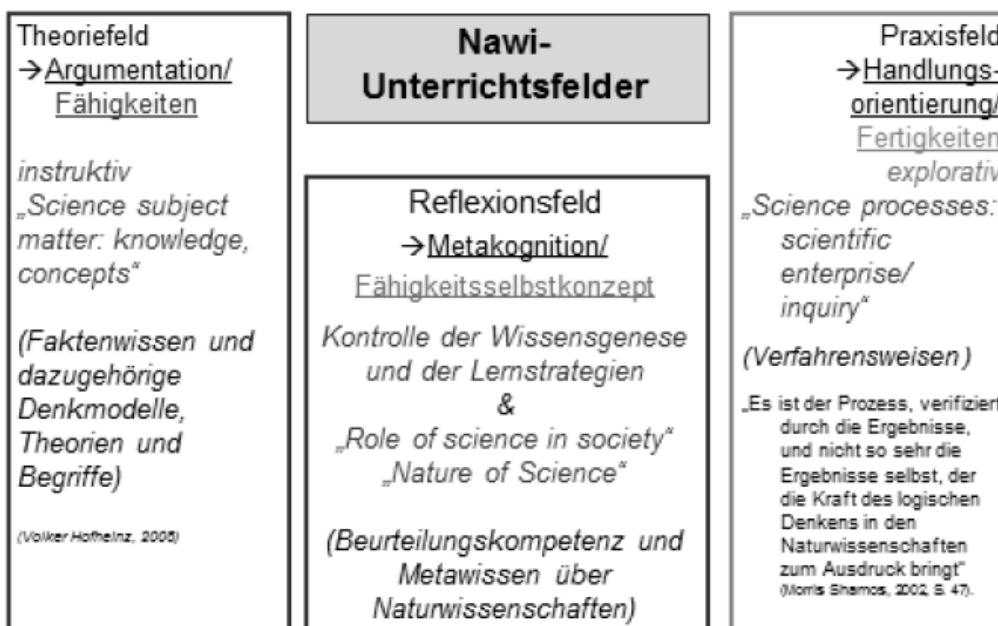 Theoriefeld
→Argumentation/
Fähigkeiten
instruktiv
„Science subject
matter: knowledge,
concepts“
(Faktenwissen und
dazugehörige
Denkmodelle,
Theorien und
Begriffe)
(Volker Hofheinz, 2008)
Nawi-
Unterrichtsfelder
Reflexionsfeld
→Metakognition/
Fähigkeitsselbstkonzept
Kontrolle der Wissensgenese
und der Lernstrategien
&
„Role of science in society“
„Nature of Science“
(Beurteilungskompetenz und
Metawissen über
Naturwissenschaften)
Praxisfeld
→Handlungs-
orientierung/
Fertigkeiten
explorativ
„Science processes:
scientific
enterprise/
inquiry“
(Verfahrensweisen)
„Es ist der Prozess, verifiziert
durch die Ergebnisse,
und nicht so sehr die
Ergebnisse selbst, der
die Kraft des logischen
Denkens in den
Naturwissenschaften
zum Ausdruck bringt“
(Morris Shamos, 2002, S. 47).